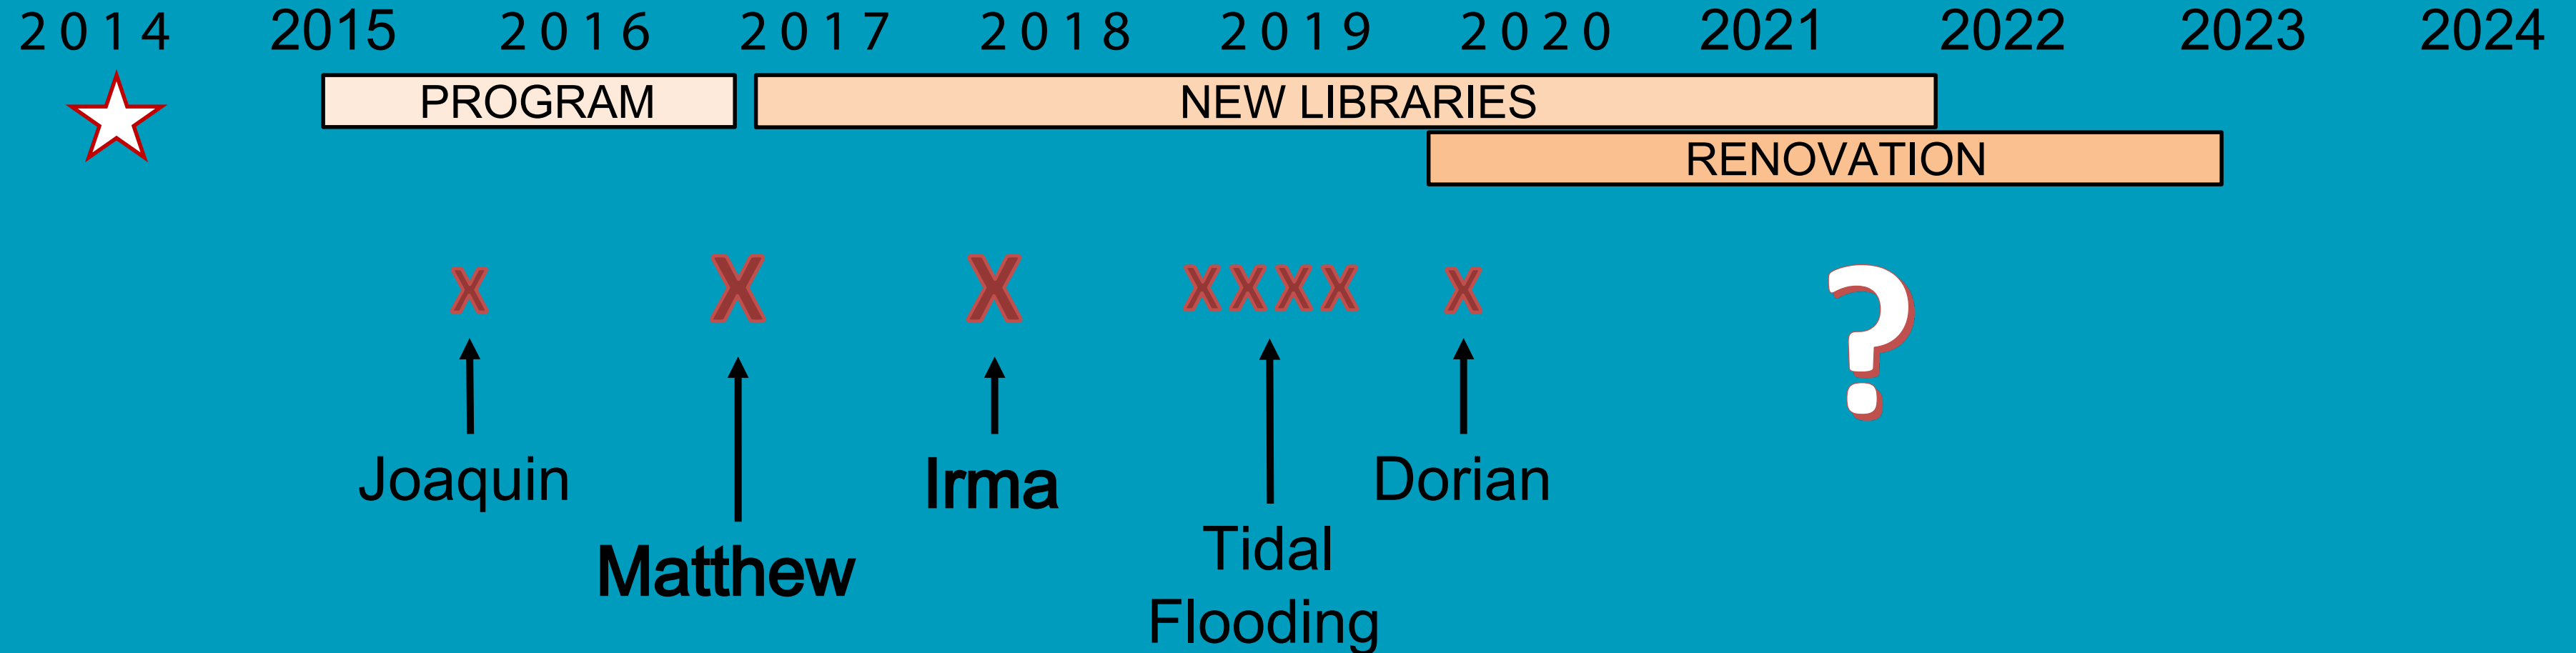 2014 2015 2016 2017 2018 2019 2020 2021 2022 2023 2024
PROGRAM NEW LIBRARIES
RENOVATION
x X X xxxx x ?
Joaquin Irma Dorian
Matthew Tidal
Flooding